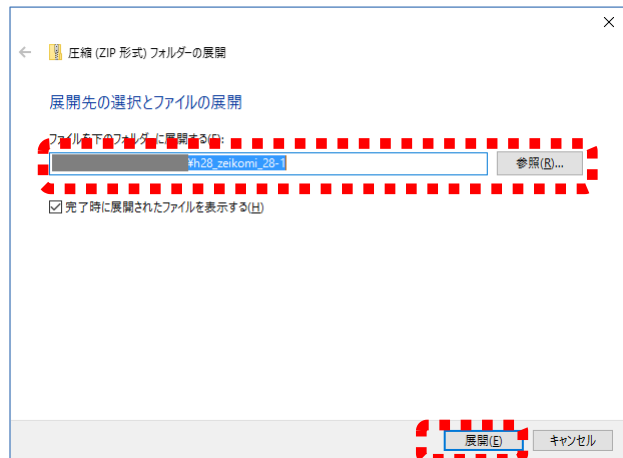 圧縮 (ZIP 形式) フォルダーの展開
展開先の選択とファイルの展開
ファイルを下のフォルダーに展開する(F):
¥h28_zeikomi_28-1
参照(R)...
完了時に展開されたファイルを表示する(H)
展開(E)
キャンセル